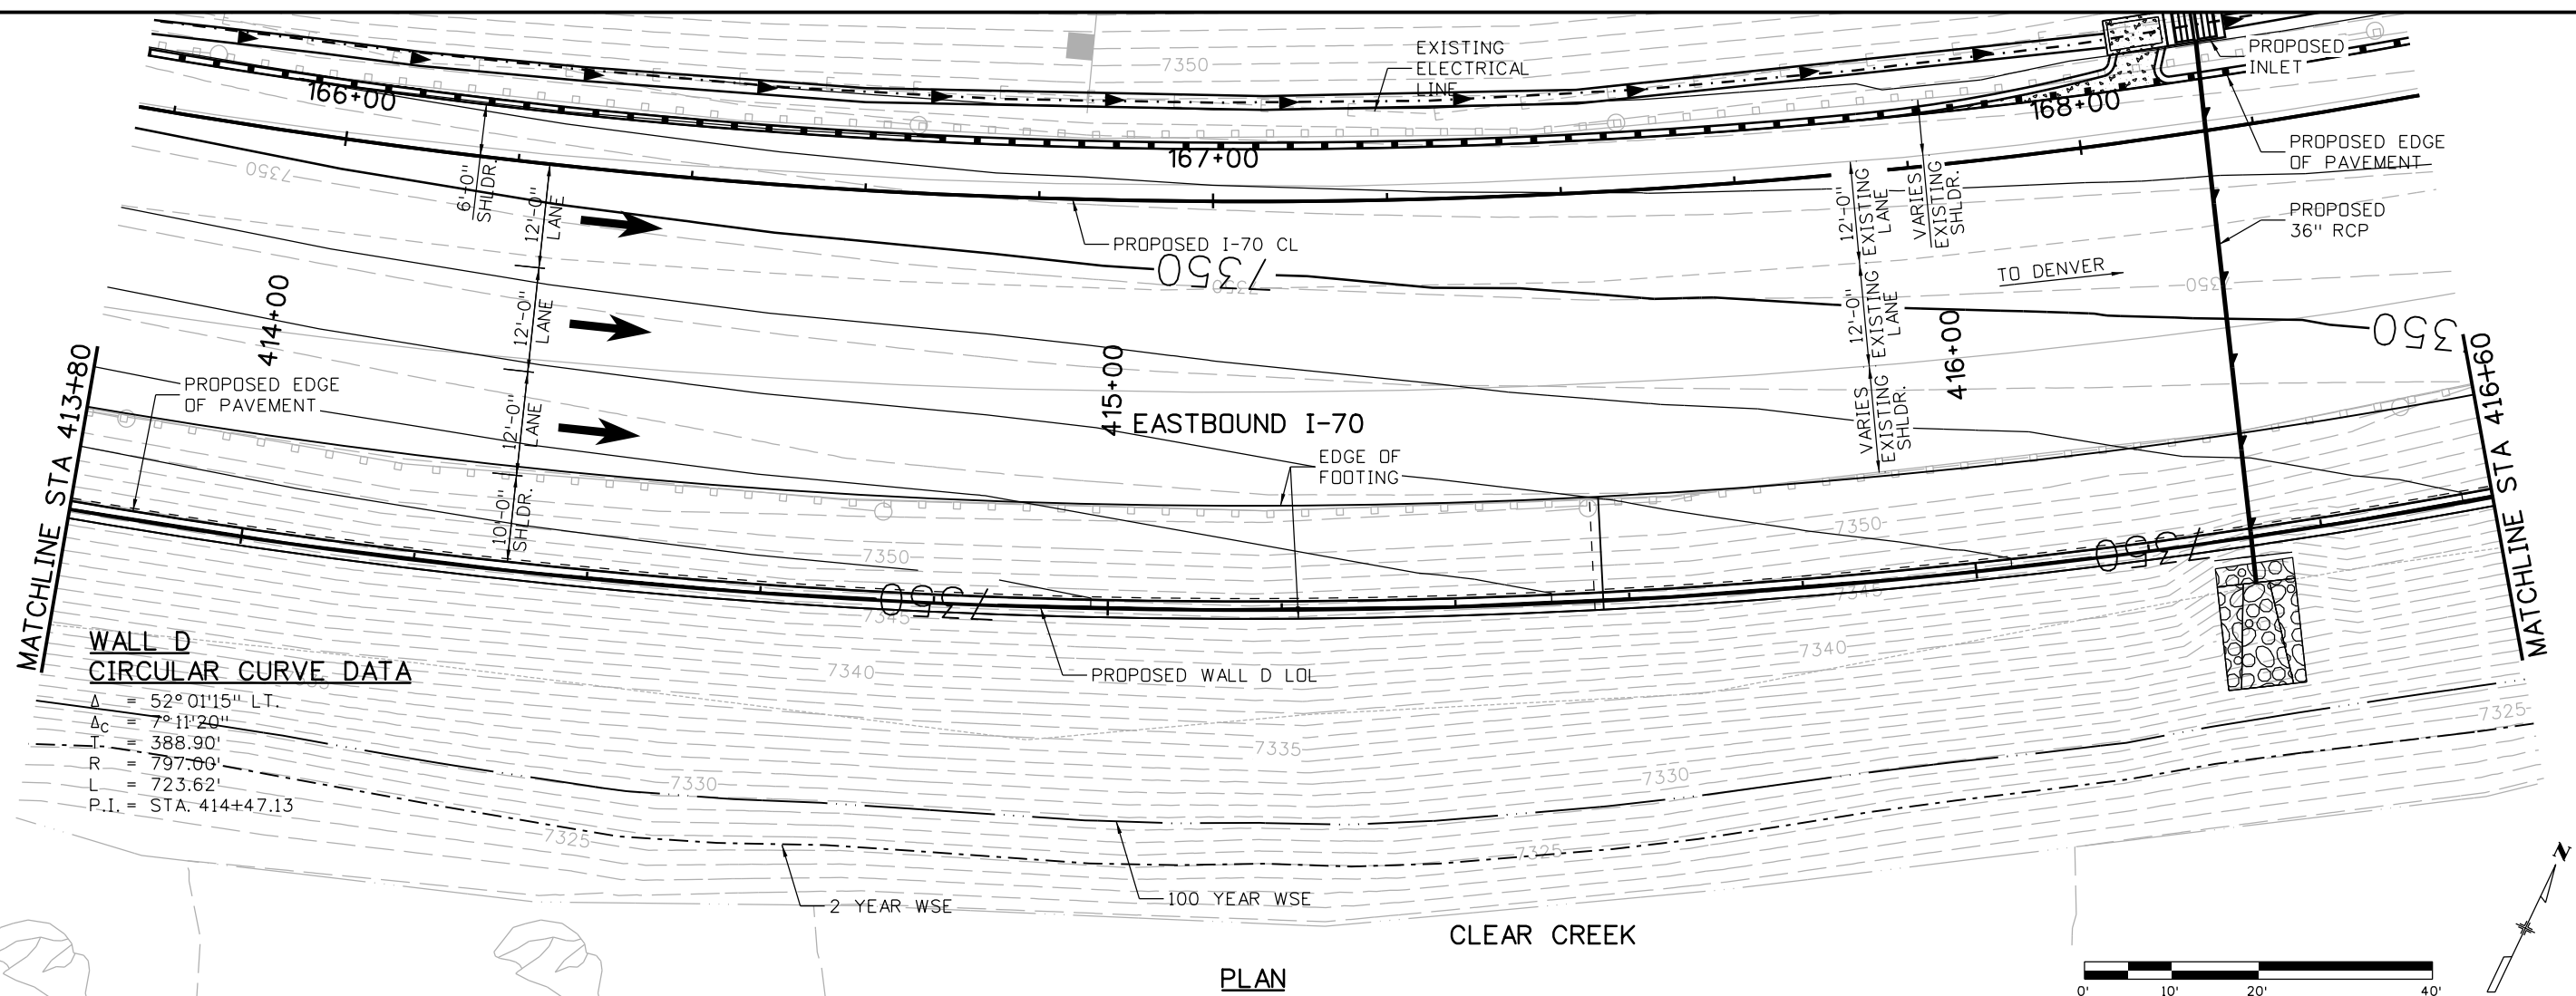 EXISTING
ELECTRICAL
LINE
7350
PROPOSED
INLET
166+00
167+00
168+00
PROPOSED EDGE
OF PAVEMENT
PROPOSED
36" RCP
6'-0"
SHLDR.
12'-0"
LANE
7350
PROPOSED I-70 CL
7350
7350
12'-0"
EXISTING
LANE
VARIES
EXISTING
SHLDR.
TO DENVER
7350
350
414+00
12'-0"
LANE
12'-0"
EXISTING
LANE
416+00
MATCHLINE STA 413+80
PROPOSED EDGE
OF PAVEMENT
415+00
EASTBOUND I-70
12'-0"
LANE
VARIES
EXISTING
SHLDR.
MATCHLINE STA 416+60
EDGE OF
FOOTING
10'-0"
SHLDR.
7350
7350
7350
7350
7345
7345
WALL D
CIRCULAR CURVE DATA
Δ = 52°01'15" LT.
Δc = 7°11'20"
T = 388.90'
R = 797.00'
L = 723.62'
P.I. = STA. 414+47.13
7340
PROPOSED WALL D LOL
7340
7335
7325
7330
7330
7325
7325
2 YEAR WSE
100 YEAR WSE
CLEAR CREEK
PLAN
N
0' 10' 20' 40'